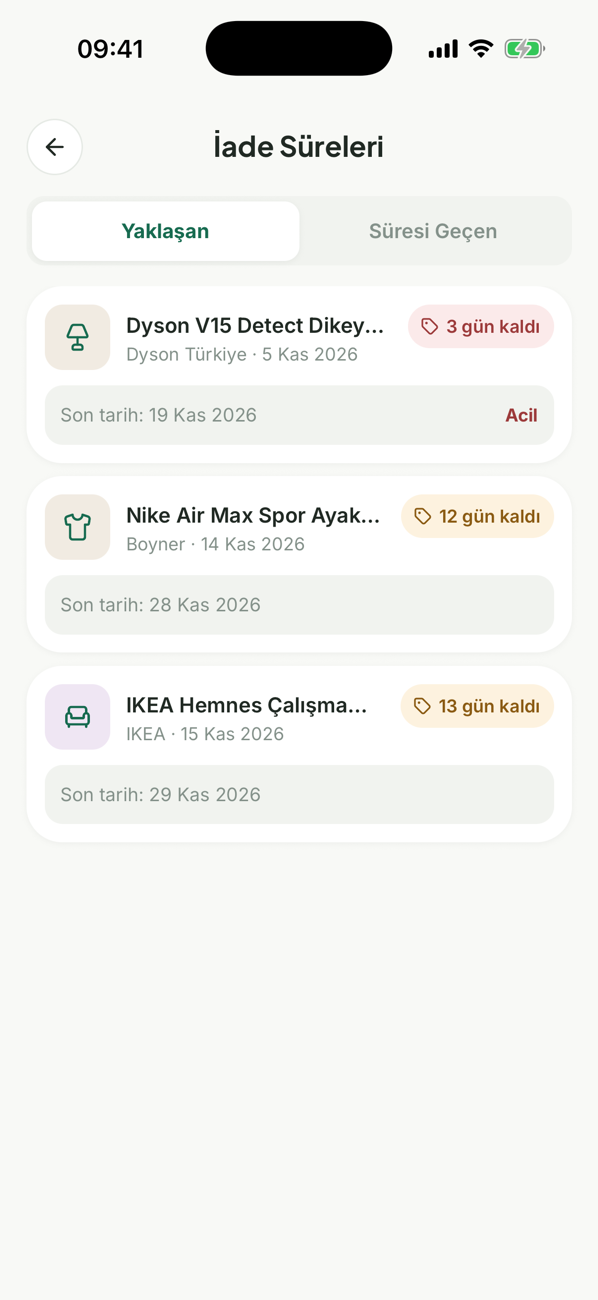 09:41
İade Süreleri
Yaklaşan
Süresi Geçen
Dyson V15 Detect Dikey...
3 gün kaldı
Dyson Türkiye · 5 Kas 2026
Son tarih: 19 Kas 2026
Acil
Nike Air Max Spor Ayak...
12 gün kaldı
Boyner · 14 Kas 2026
Son tarih: 28 Kas 2026
IKEA Hemnes Çalışma...
13 gün kaldı
IKEA · 15 Kas 2026
Son tarih: 29 Kas 2026